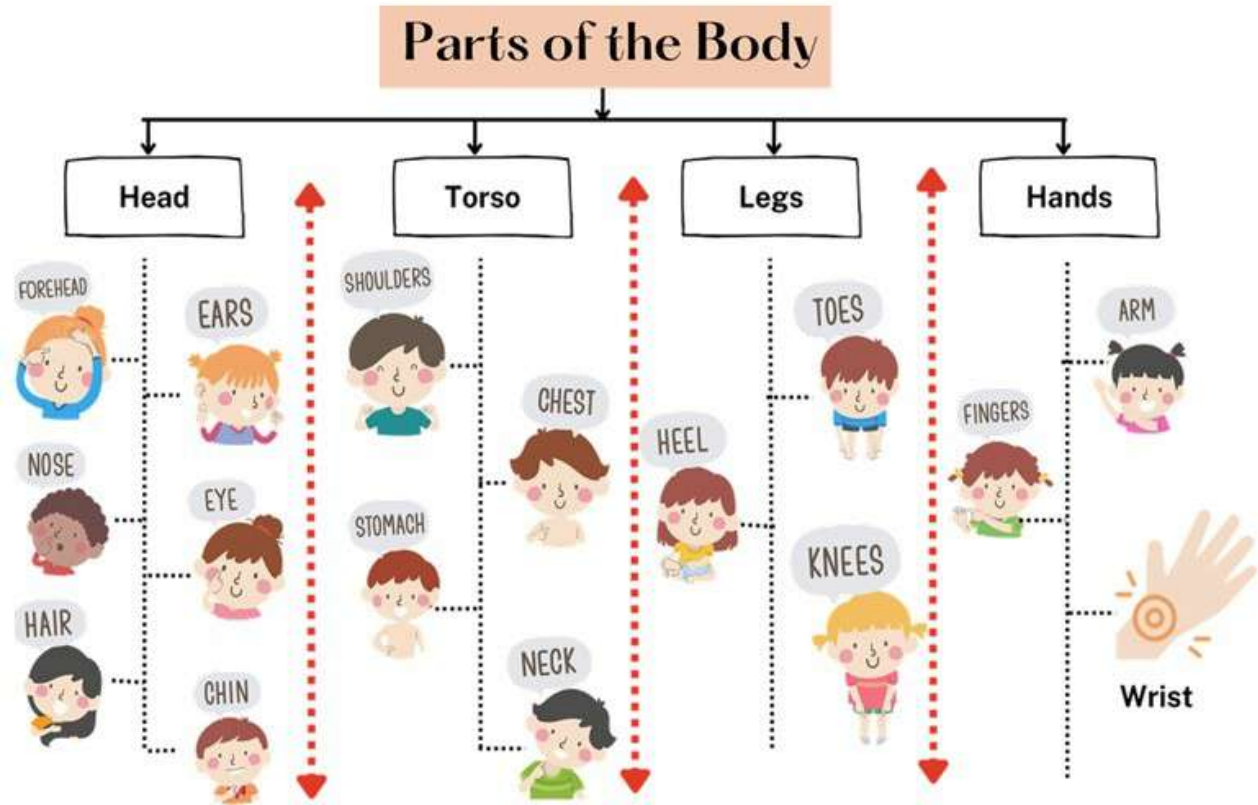 Parts of the Body
Head
Torso
Legs
Hands
FOREHEAD
EARS
NOSE
EYE
HAIR
CHIN
SHOULDERS
CHEST
STOMACH
NECK
TOES
HEEL
KNEES
ARM
FINGERS
Wrist